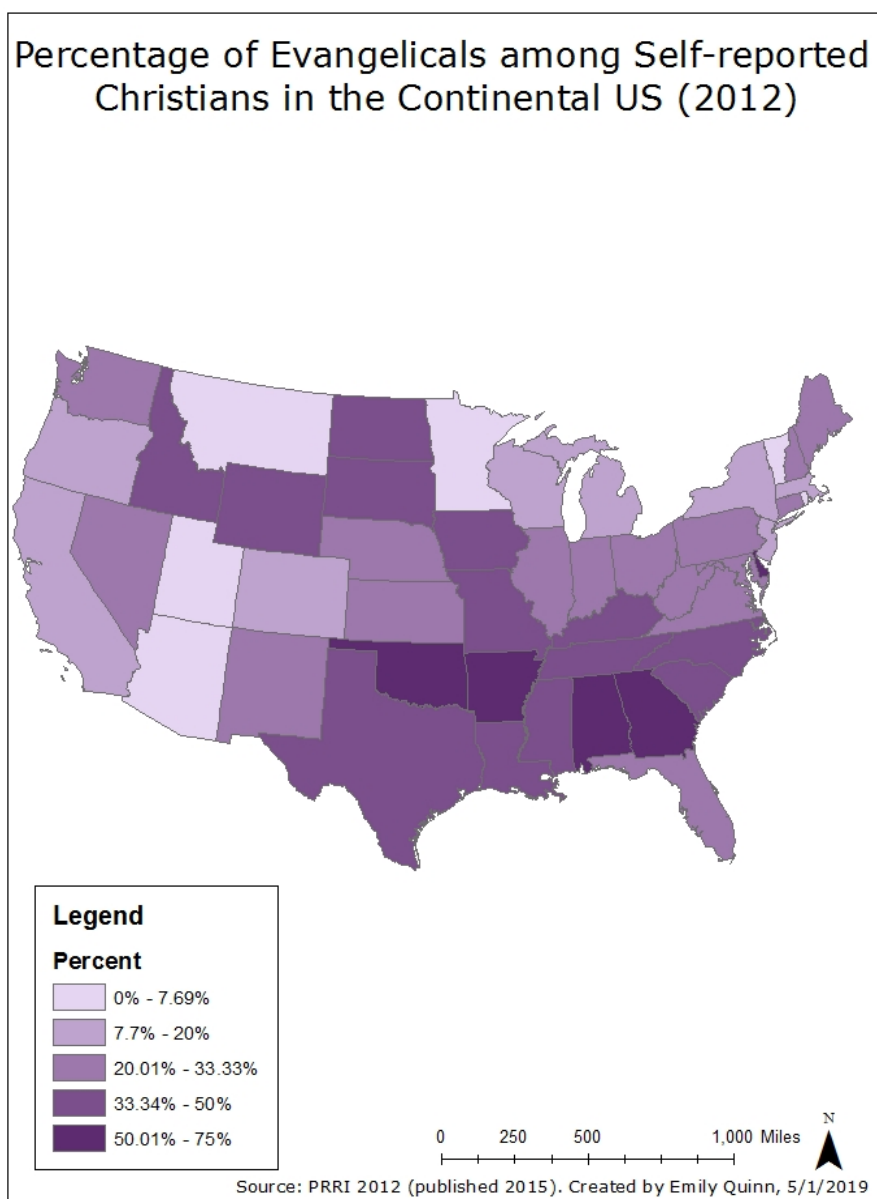 Percentage of Evangelicals among Self-reported
Christians in the Continental US (2012)
Legend
Percent
0% - 7.69%
7.7% - 20%
20.01% - 33.33%
33.34% - 50%
50.01% - 75%
0 250 500 1,000 Miles
N
Source: PRRI 2012 (published 2015). Created by Emily Quinn, 5/1/2019